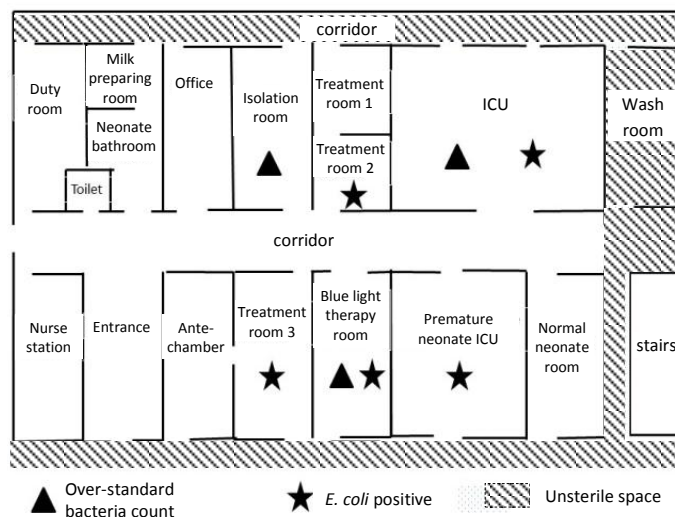 corridor
Duty
room
Milk
preparing
room
Neonate
bathroom
Toilet
Office
Isolation
room
Treatment
room 1
Treatment
room 2
ICU
Wash
room
corridor
Nurse
station
Entrance
Ante-
chamber
Treatment
room 3
Blue light
therapy
room
Premature
neonate ICU
Normal
neonate
room
stairs
Over-standard
bacteria count
E. coli positive
Unsterile space